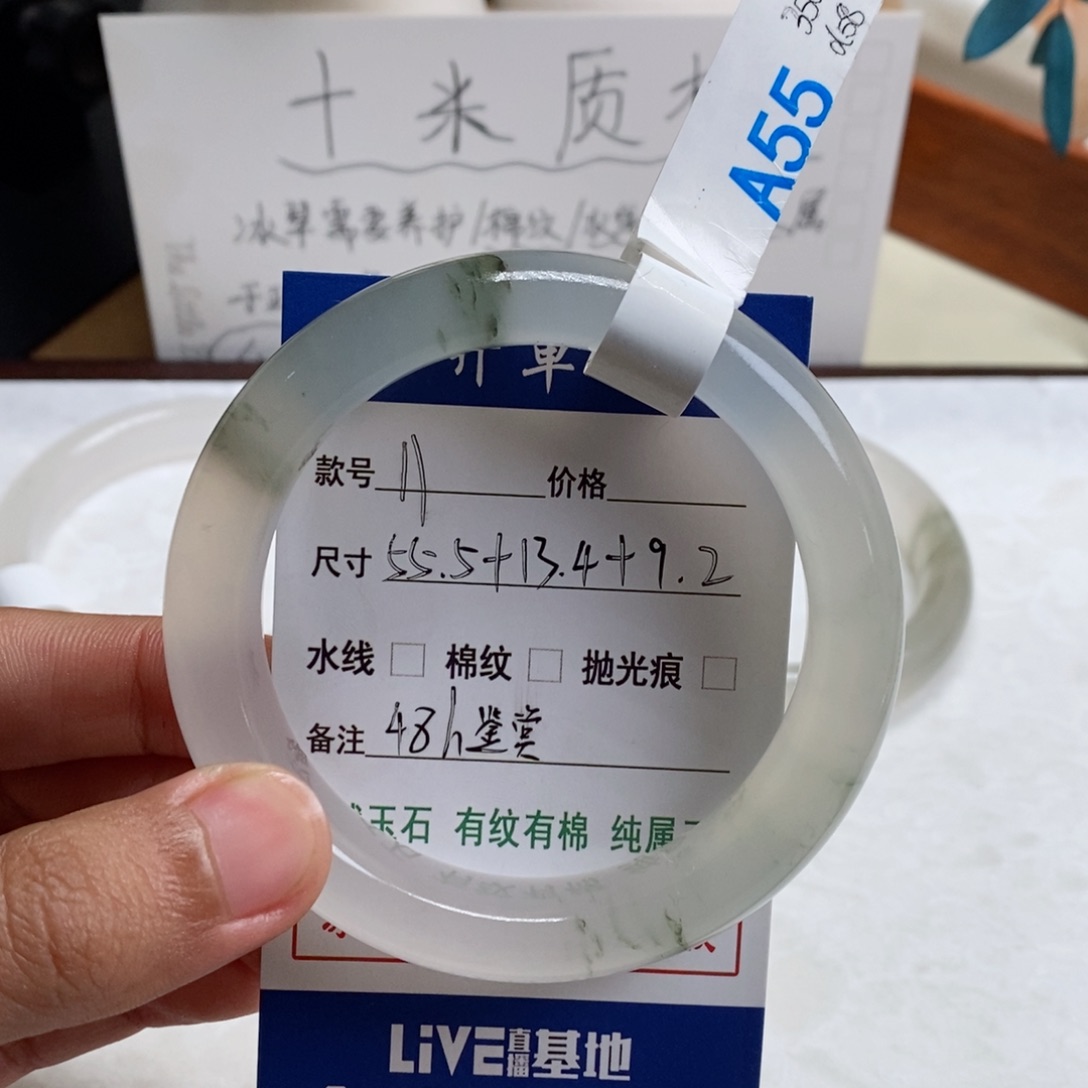 十米质
冰翠需要养护/棉纹/
属
A55
开单
款号 11 价格
尺寸 55.5+13.4+9.2
水线 棉纹 抛光痕
备注 48h鉴赏
玉石 有纹有棉 纯属
LiVE直播基地